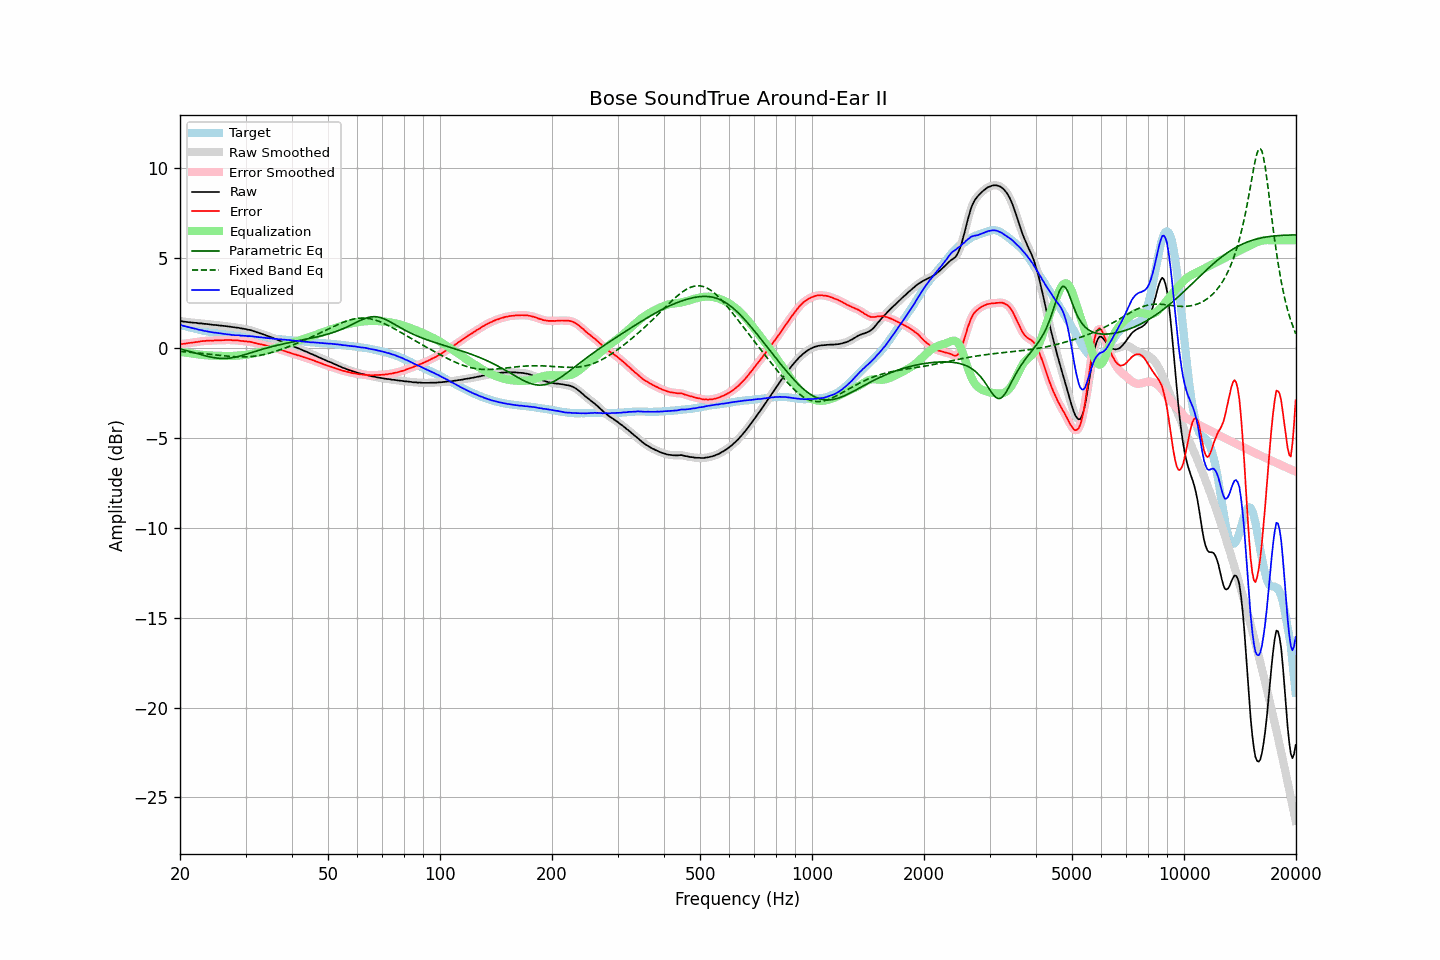 Bose SoundTrue Around-Ear II
Target
Raw Smoothed
Error Smoothed
Raw
Error
Equalization
Parametric Eq
Fixed Band Eq
Equalized
10
5
0
−5
−10
−15
−20
−25
Amplitude (dBr)
20
50
100
200
500
1000
2000
5000
10000
20000
Frequency (Hz)